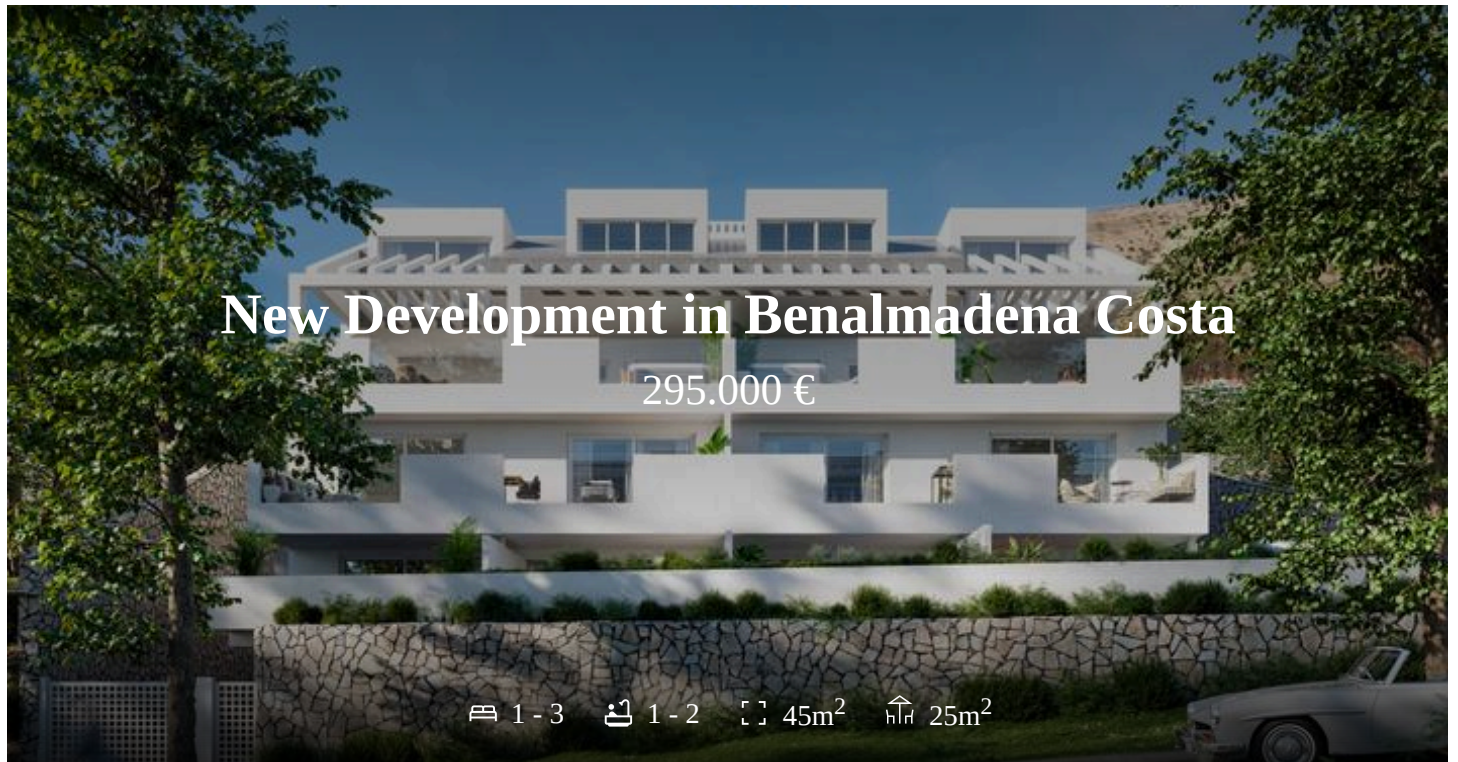 New Development in Benalmadena Costa
295.000 €
1 - 3 1 - 2 45m² 25m²